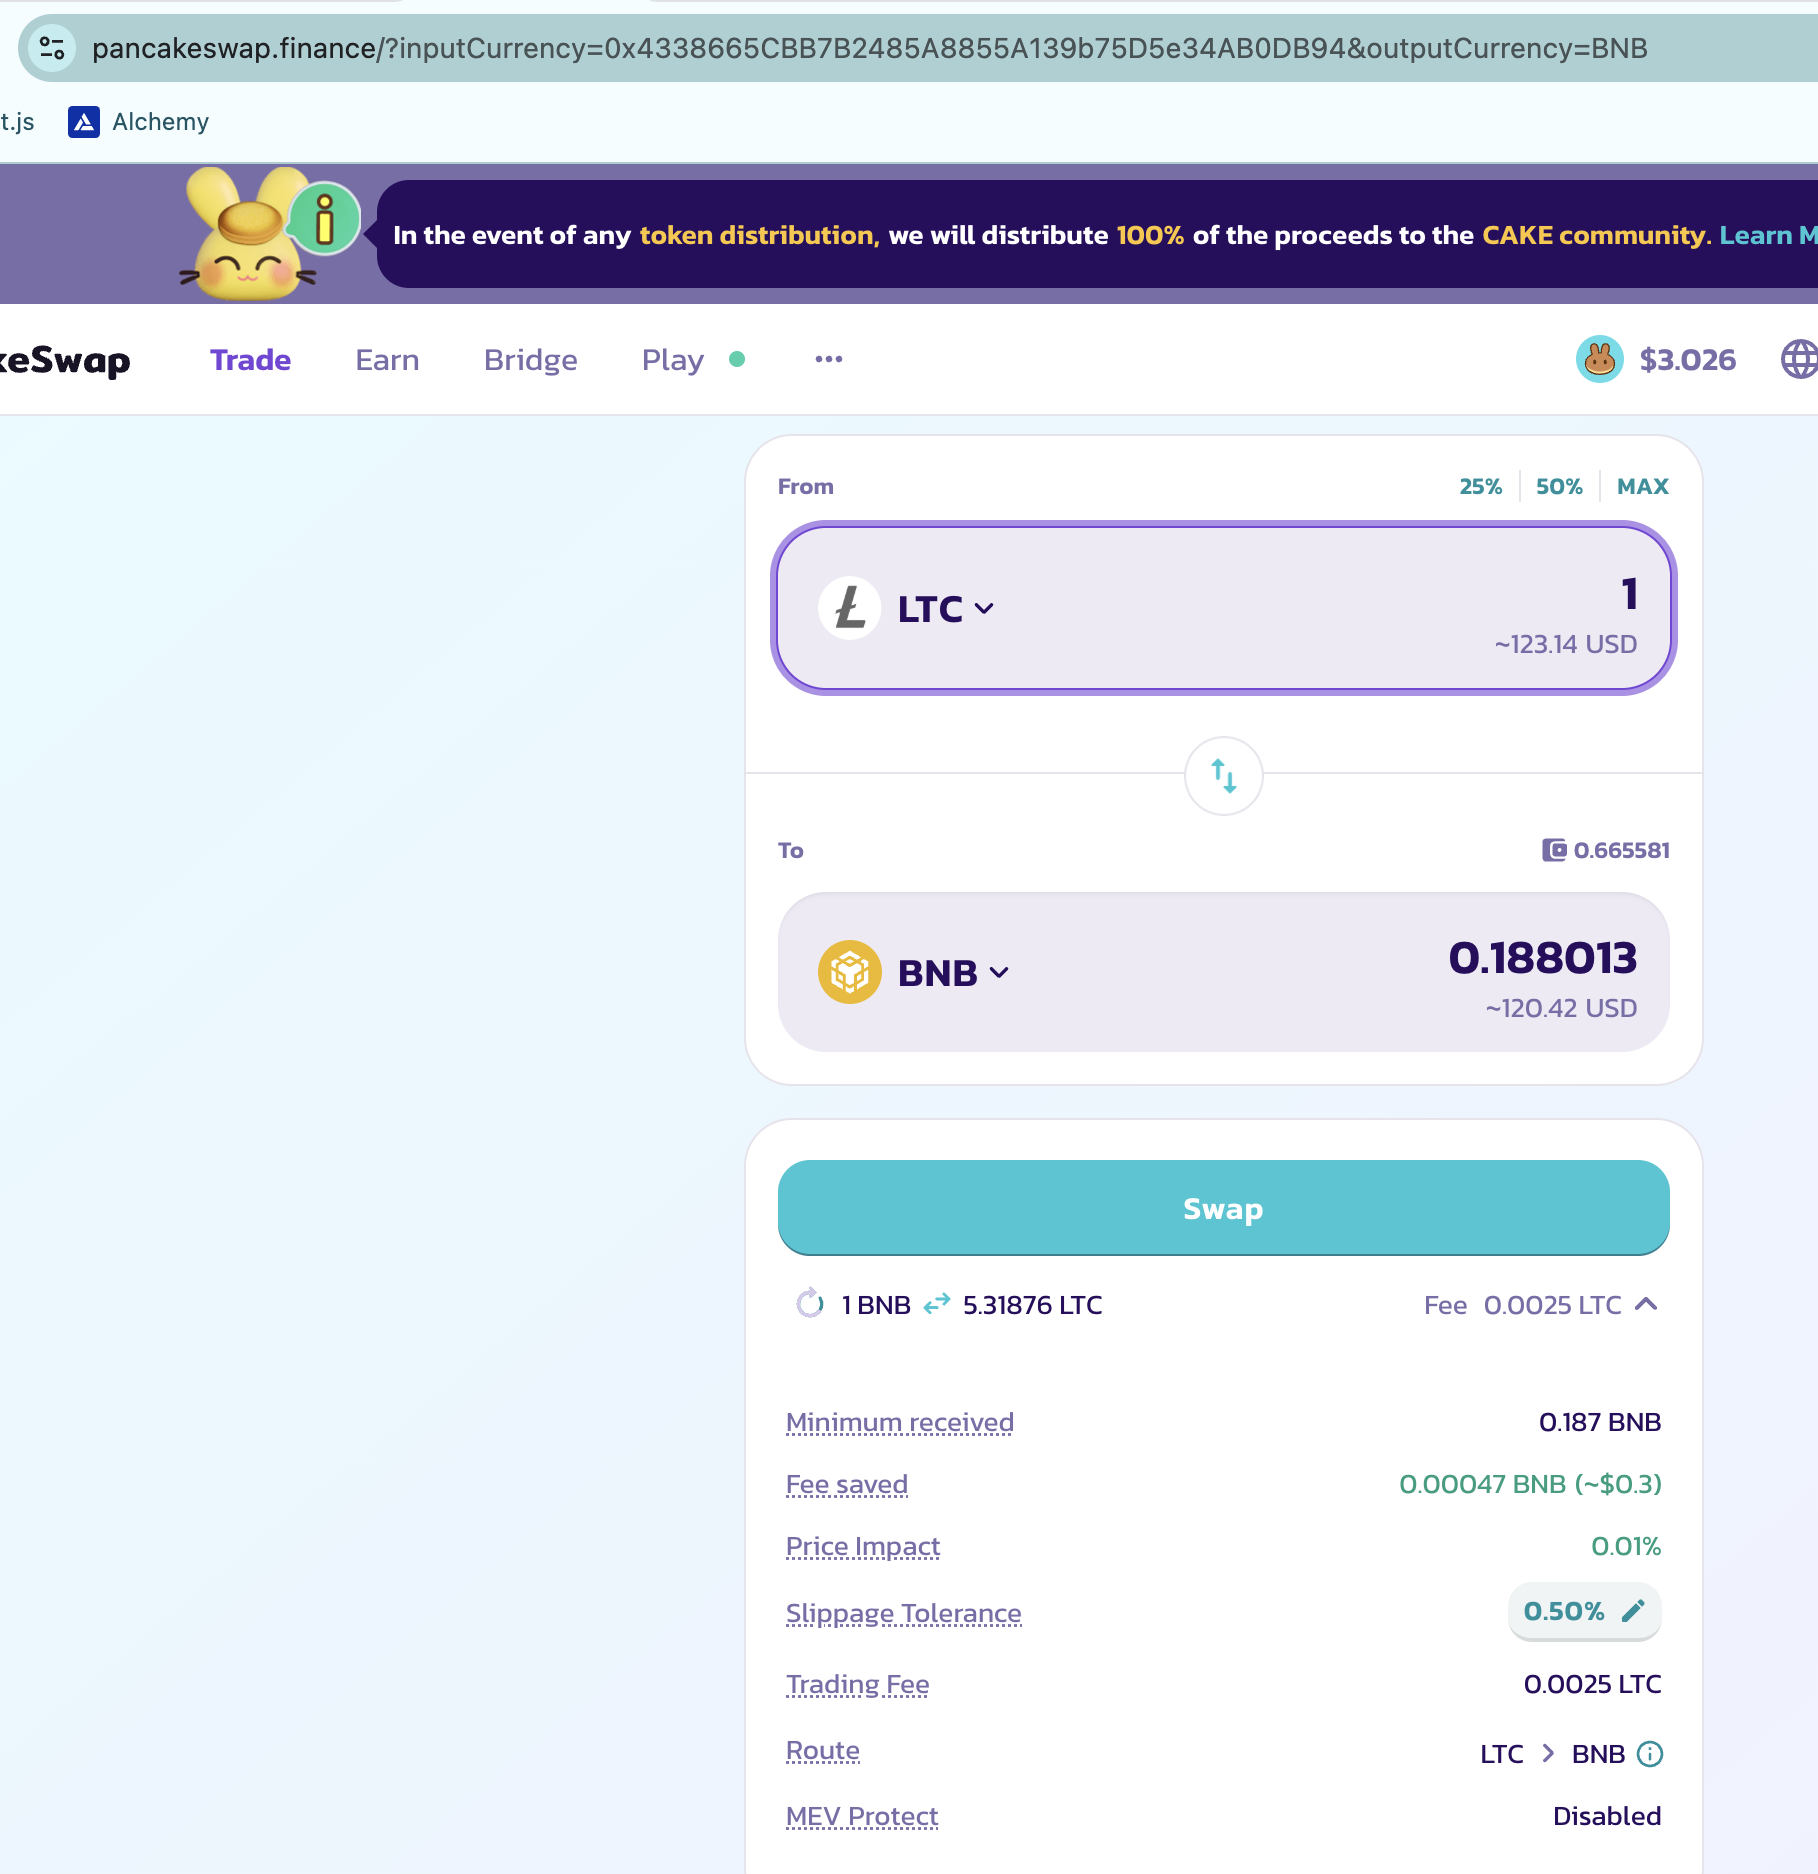 pancakeswap.finance/?inputCurrency=0x4338665CBB7B2485A8855A139b75D5e34AB0DB94&outputCurrency=BNB
t.js Alchemy
In the event of any token distribution, we will distribute 100% of the proceeds to the CAKE community. Learn M
keSwap Trade Earn Bridge Play ••• $3.026
From 25% 50% MAX
LTC 1
~123.14 USD
To 0.665581
BNB 0.188013
~120.42 USD
Swap
1 BNB 5.31876 LTC Fee 0.0025 LTC
Minimum received 0.187 BNB
Fee saved 0.00047 BNB (~$0.3)
Price Impact 0.01%
Slippage Tolerance 0.50%
Trading Fee 0.0025 LTC
Route LTC > BNB
MEV Protect Disabled